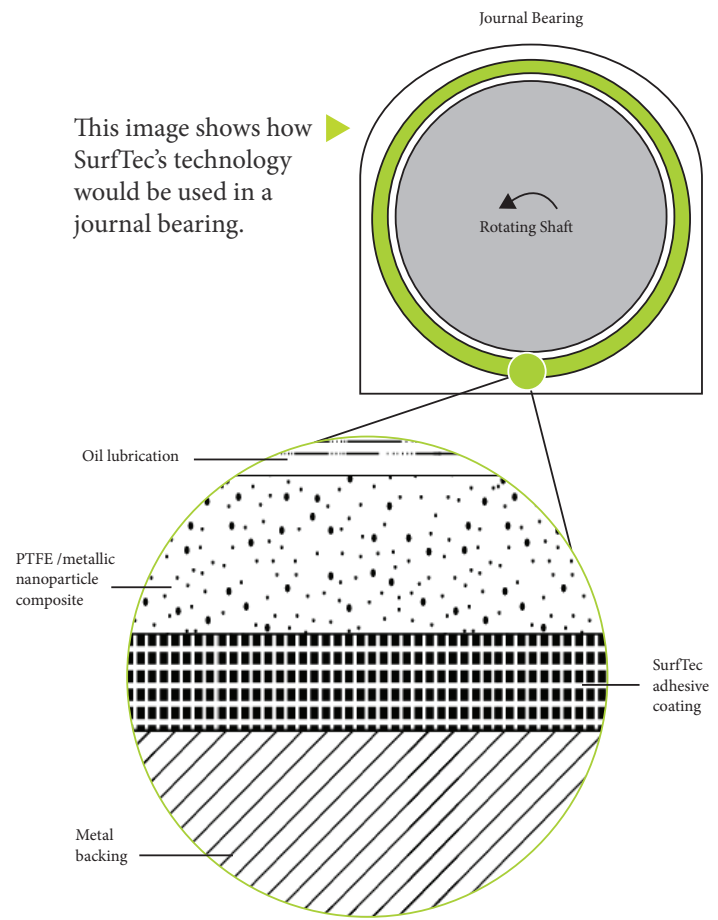 Journal Bearing
This image shows how
SurfTec’s technology
would be used in a
journal bearing.
Rotating Shaft
Oil lubrication
PTFE /metallic
nanoparticle
composite
SurfTec
adhesive
coating
Metal
backing